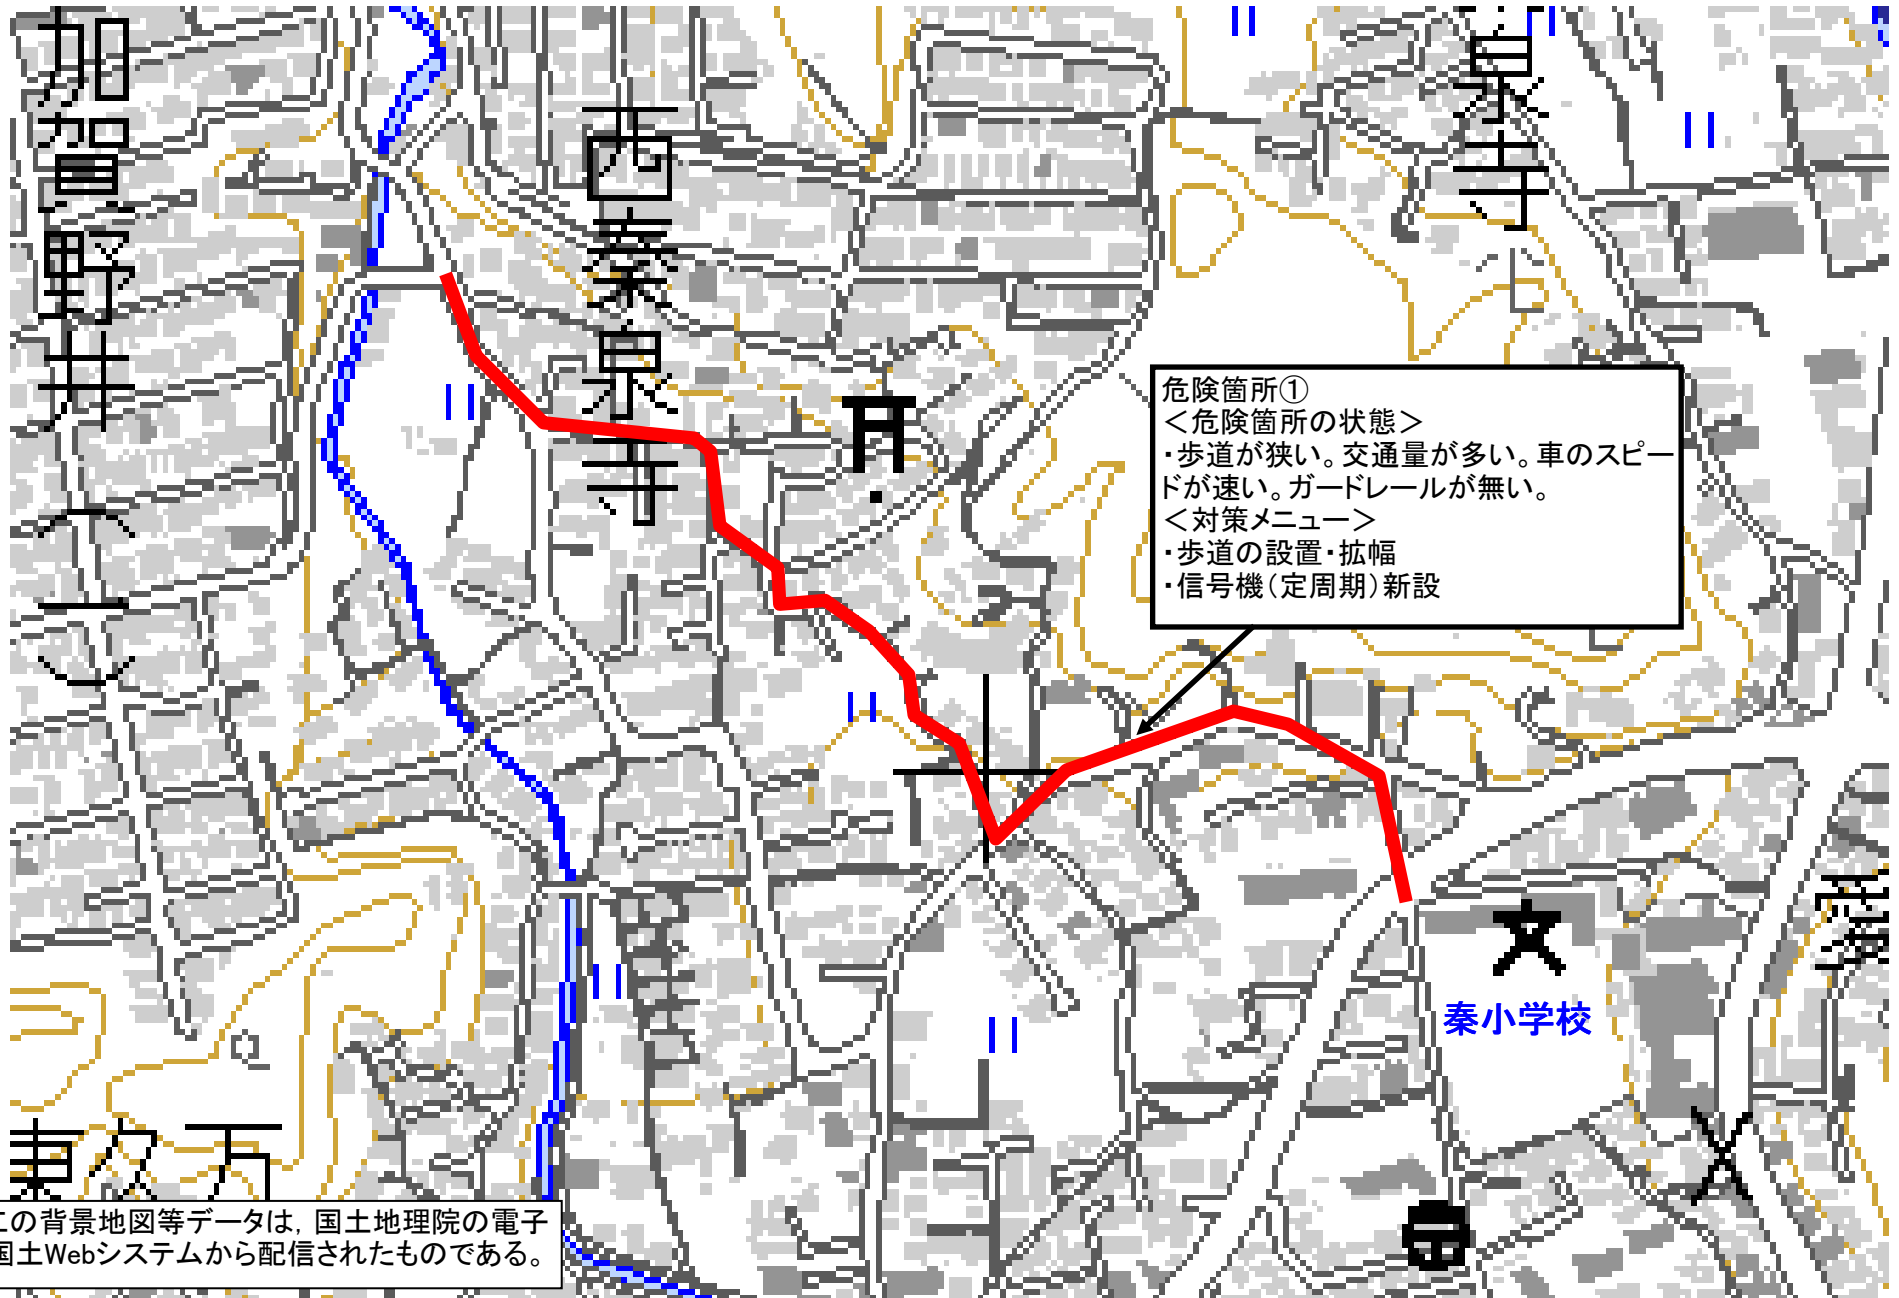 加賀野井一
西秦泉寺
泉寺
危険箇所①
＜危険箇所の状態＞
・歩道が狭い。交通量が多い。車のスピー
ドが速い。ガードレールが無い。
＜対策メニュー＞
・歩道の設置・拡幅
・信号機（定周期）新設
文
秦小学校
東久万
この背景地図等データは，国土地理院の電子
国土Webシステムから配信されたものである。